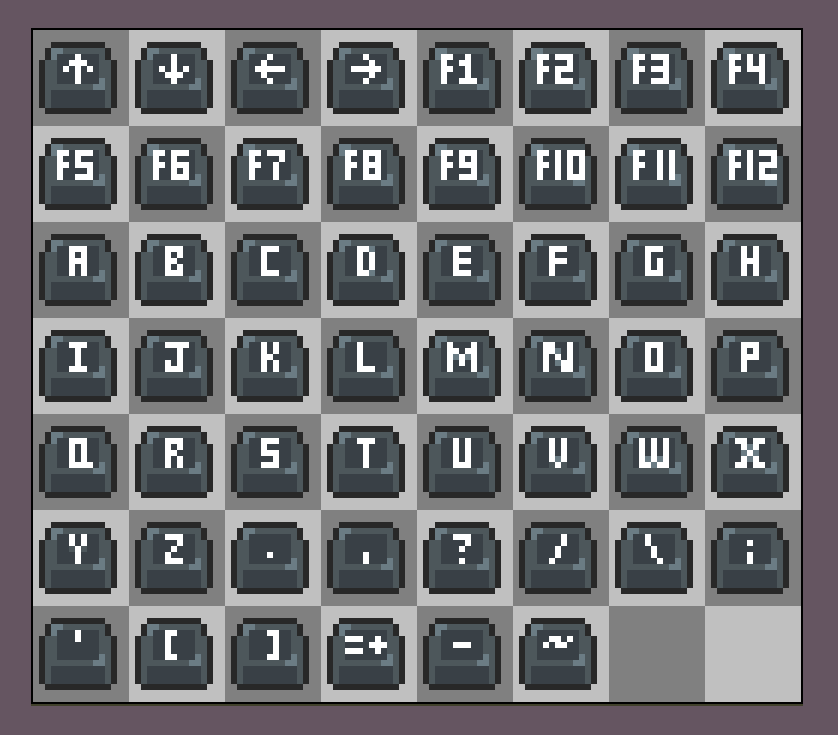 ↑ ↓ ← → F1 F2 F3 F4
F5 F6 F7 F8 F9 F10 F11 F12
A B C D E F G H
I J K L M N O P
Q R S T U V W X
Y Z . , ? / \ ;
' [ ] =+ - ~